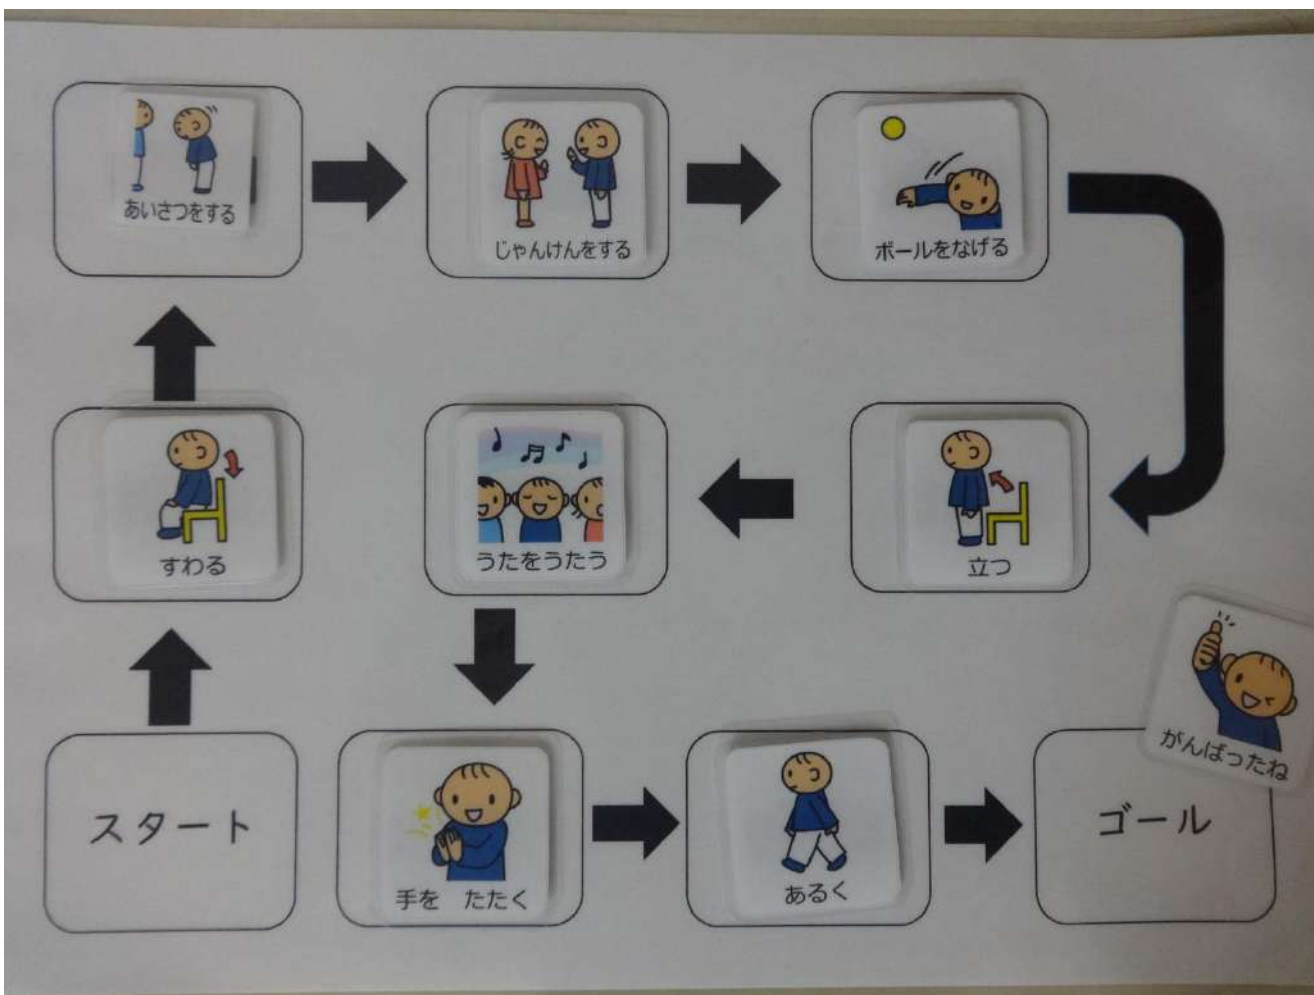 あいさつをする
じゃんけんをする
ボールをなげる
すわる
うたをうたう
立つ
がんばったね
スタート
手を たたく
あるく
ゴール